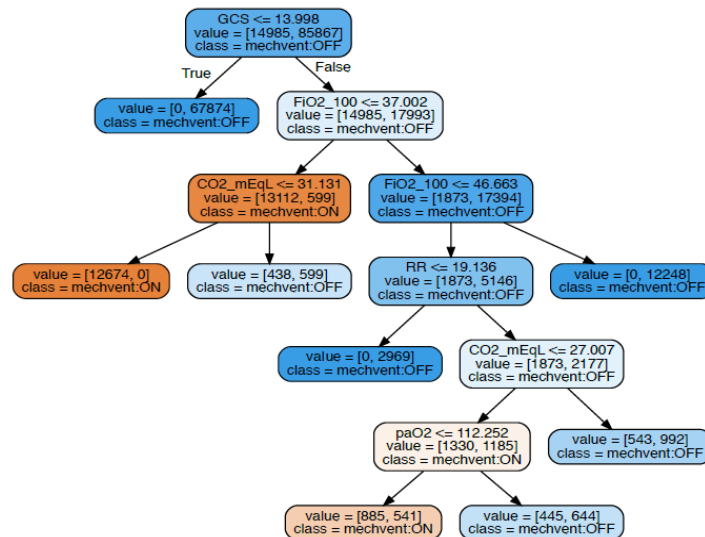 GCS <= 13.998
value = [14985, 85867]
class = mechvent:OFF
True
False
value = [0, 67874]
class = mechvent:OFF
FiO2_100 <= 37.002
value = [14985, 17993]
class = mechvent:OFF
CO2_mEqL <= 31.131
value = [13112, 599]
class = mechvent:ON
FiO2_100 <= 46.663
value = [1873, 17394]
class = mechvent:OFF
value = [12674, 0]
class = mechvent:ON
value = [438, 599]
class = mechvent:OFF
RR <= 19.136
value = [1873, 5146]
class = mechvent:OFF
value = [0, 12248]
class = mechvent:OFF
value = [0, 2969]
class = mechvent:OFF
CO2_mEqL <= 27.007
value = [1873, 2177]
class = mechvent:OFF
paO2 <= 112.252
value = [1330, 1185]
class = mechvent:ON
value = [543, 992]
class = mechvent:OFF
value = [885, 541]
class = mechvent:ON
value = [445, 644]
class = mechvent:OFF